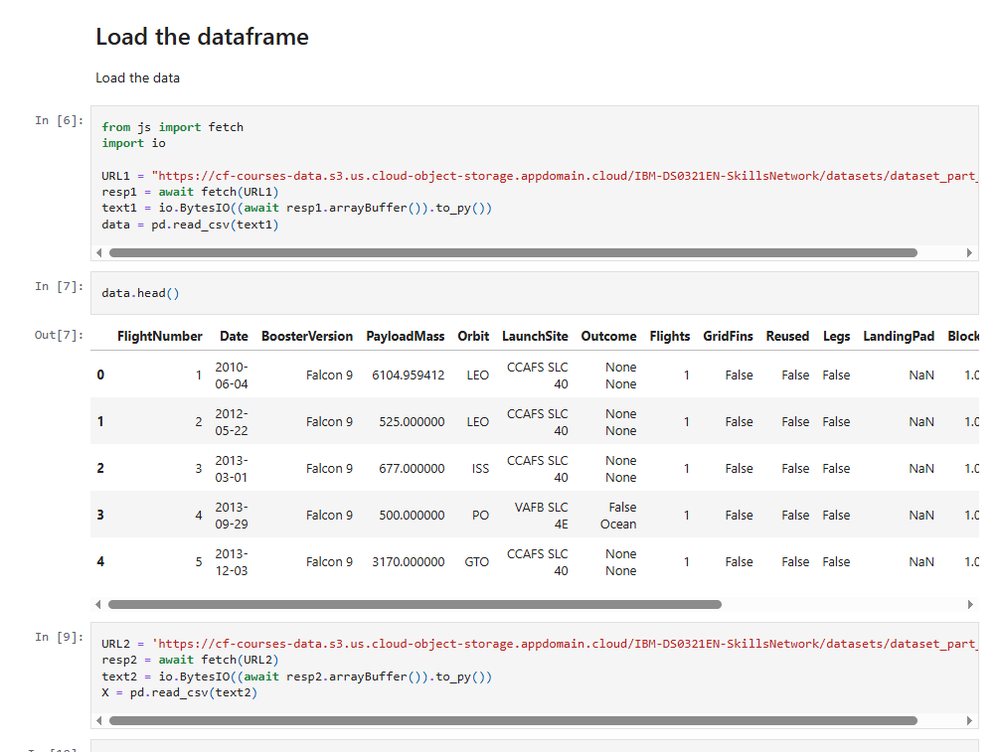 Load the dataframe
Load the data
In [6]:
from js import fetch
import io
URL1 = "https://cf-courses-data.s3.us.cloud-object-storage.appdomain.cloud/IBM-DS0321EN-SkillsNetwork/datasets/dataset_part_
resp1 = await fetch(URL1)
text1 = io.BytesIO((await resp1.arrayBuffer()).to_py())
data = pd.read_csv(text1)
In [7]:
data.head()
Out[7]:
FlightNumber Date BoosterVersion PayloadMass Orbit LaunchSite Outcome Flights GridFins Reused Legs LandingPad Block
0 1 2010-06-04 Falcon 9 6104.959412 LEO CCAFS SLC 40 None None 1 False False False NaN 1.0
1 2 2012-05-22 Falcon 9 525.000000 LEO CCAFS SLC 40 None None 1 False False False NaN 1.0
2 3 2013-03-01 Falcon 9 677.000000 ISS CCAFS SLC 40 None None 1 False False False NaN 1.0
3 4 2013-09-29 Falcon 9 500.000000 PO VAFB SLC 4E False Ocean 1 False False False NaN 1.0
4 5 2013-12-03 Falcon 9 3170.000000 GTO CCAFS SLC 40 None None 1 False False False NaN 1.0
In [9]:
URL2 = 'https://cf-courses-data.s3.us.cloud-object-storage.appdomain.cloud/IBM-DS0321EN-SkillsNetwork/datasets/dataset_part_
resp2 = await fetch(URL2)
text2 = io.BytesIO((await resp2.arrayBuffer()).to_py())
X = pd.read_csv(text2)